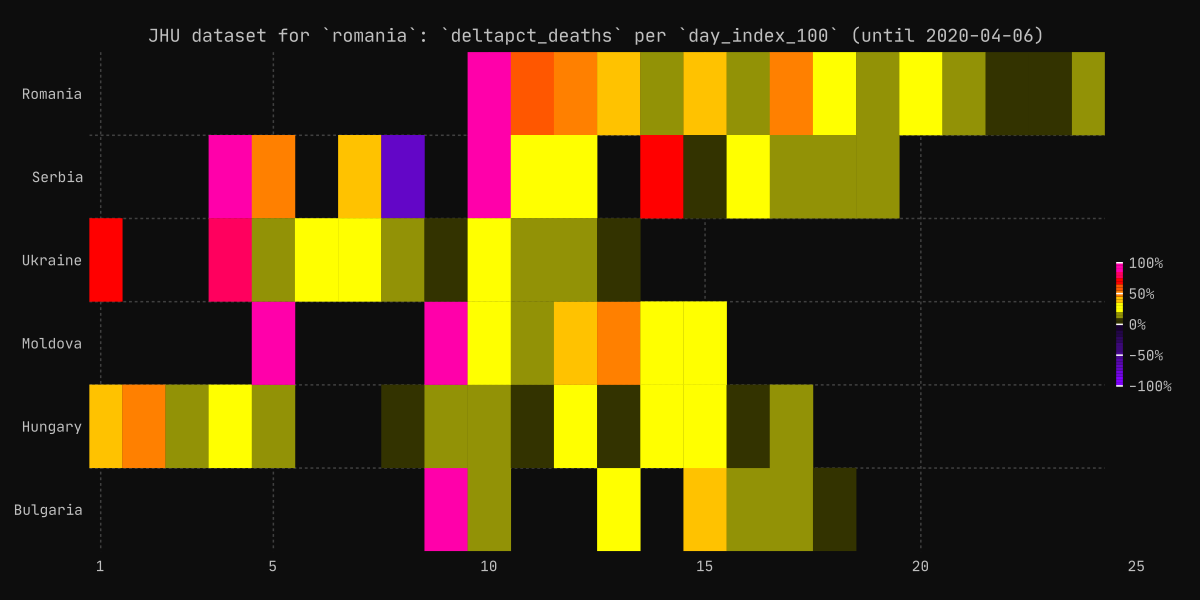 JHU dataset for `romania`: `deltapct_deaths` per `day_index_100` (until 2020-04-06)
Romania
Serbia
Ukraine
Moldova
Hungary
Bulgaria
100%
50%
0%
-50%
-100%
1 5 10 15 20 25